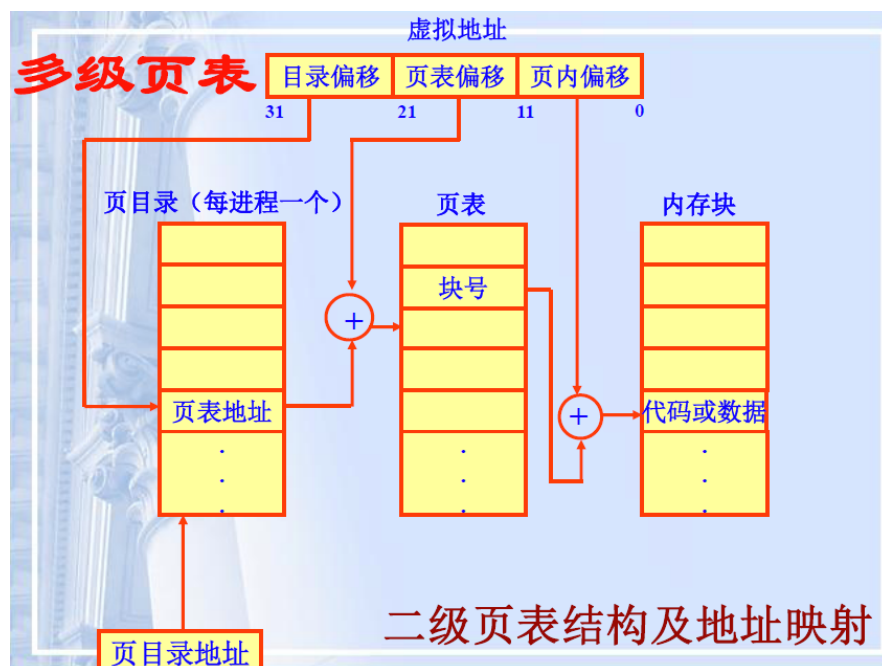 虚拟地址
多级页表
目录偏移 页表偏移 页内偏移
31 21 11 0
页目录（每进程一个） 页表 内存块
块号
+
页表地址 + 代码或数据
二级页表结构及地址映射
页目录地址